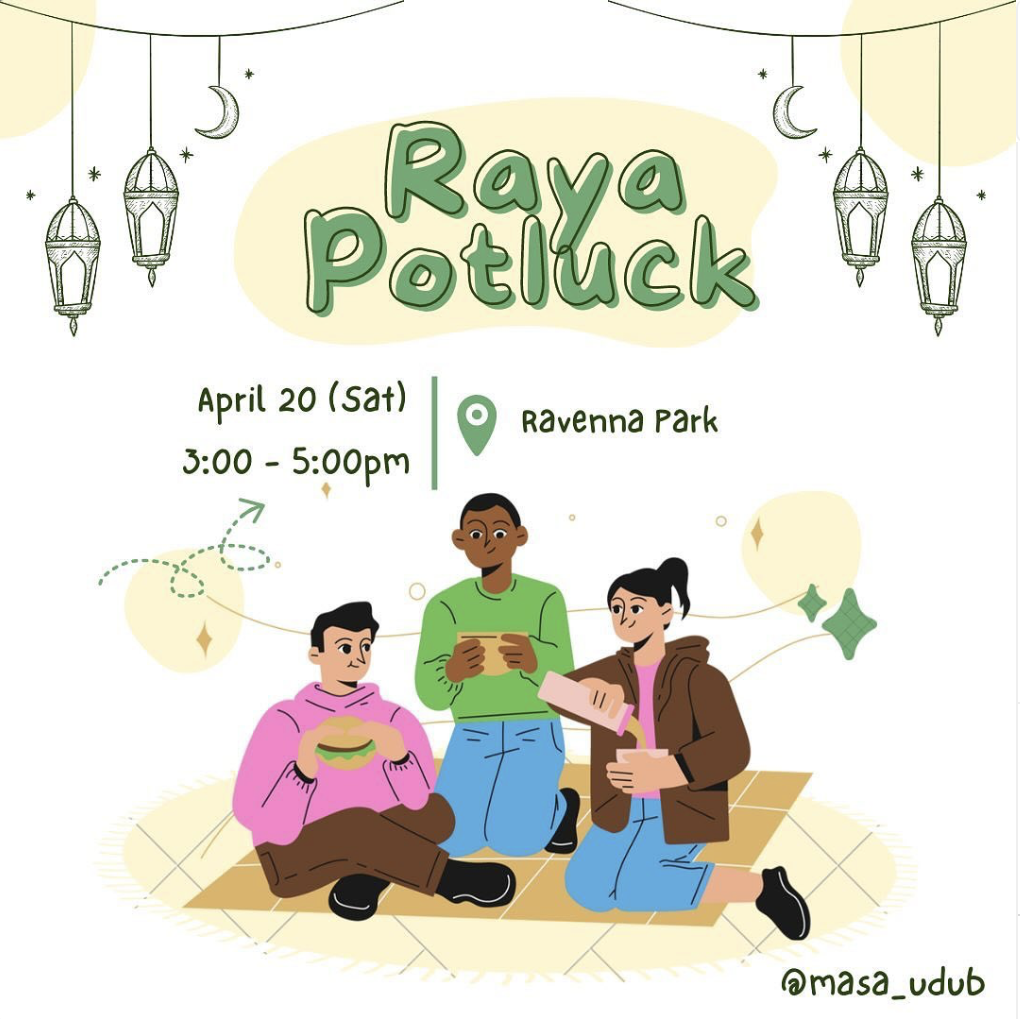 Raya
Potluck
April 20 (Sat)
3:00 - 5:00pm
Ravenna Park
@masa_udub